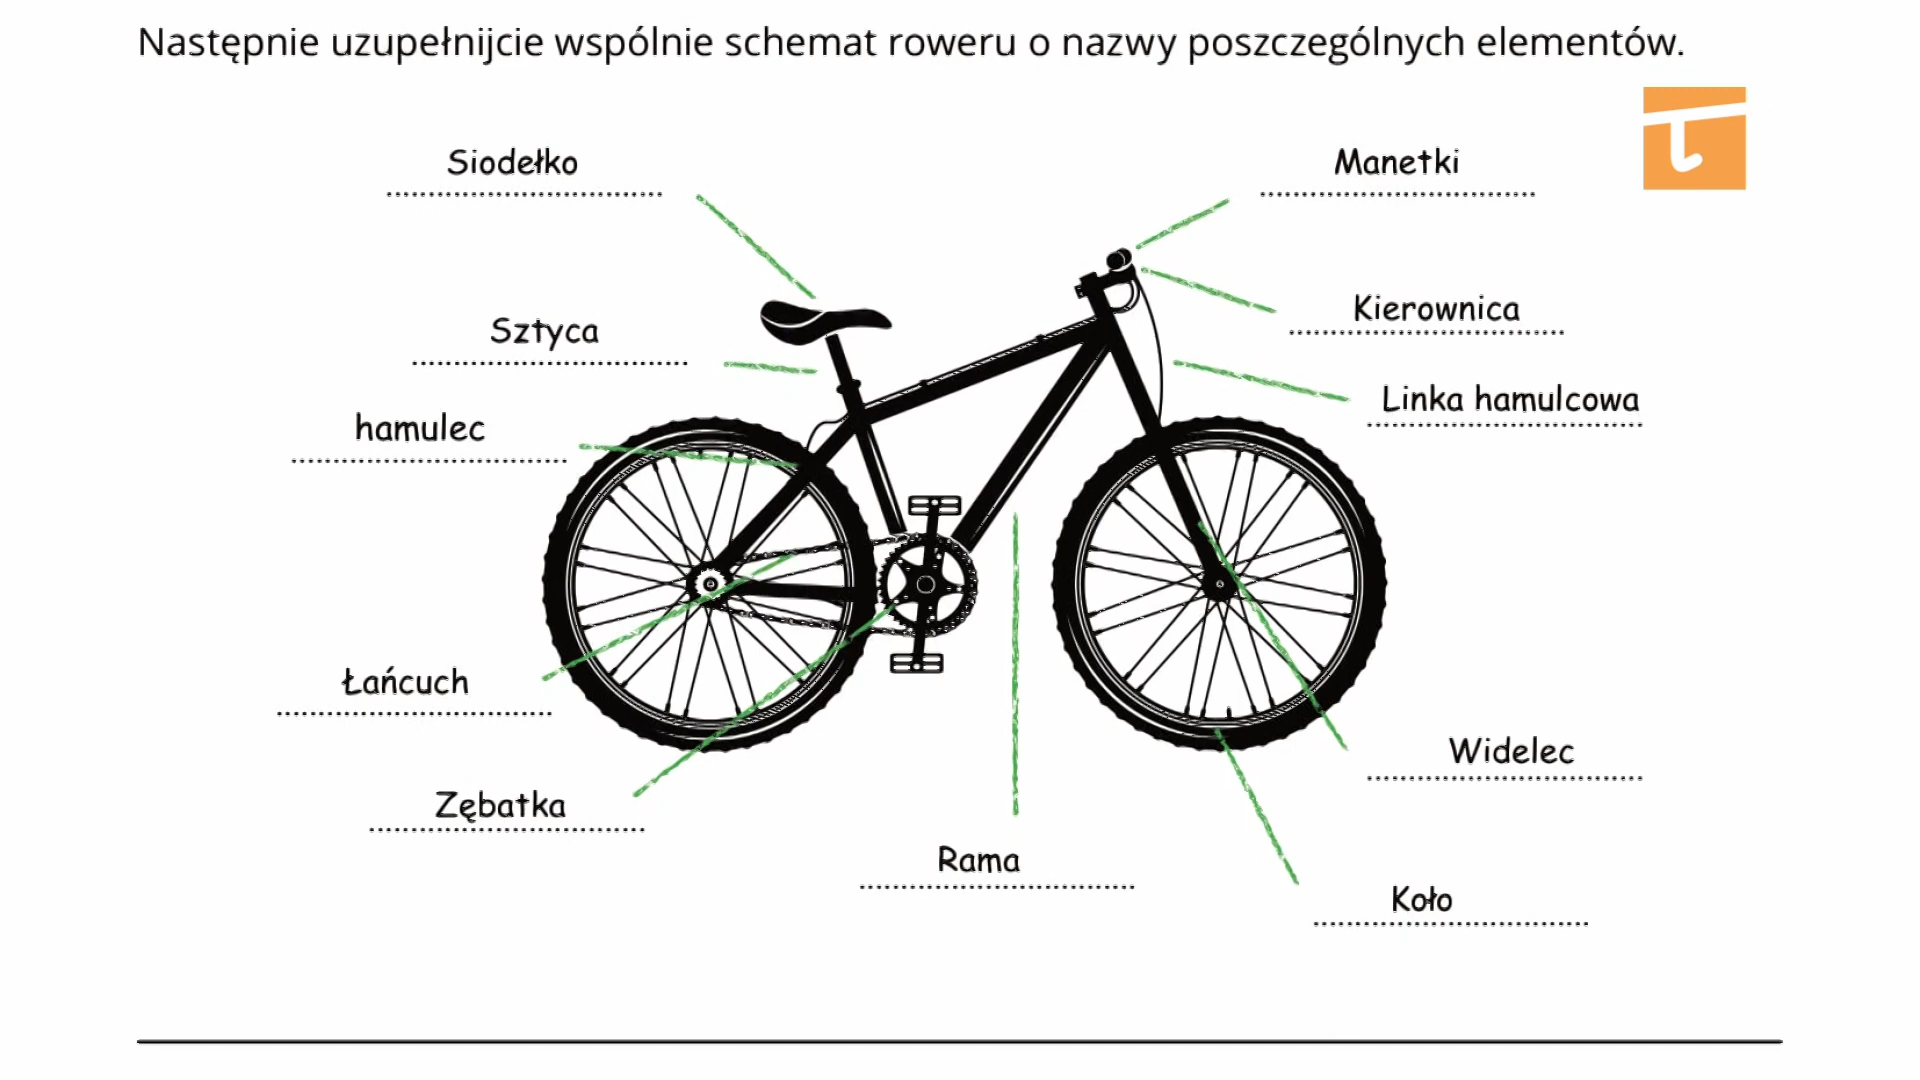 Następnie uzupełnijcie wspólnie schemat roweru o nazwy poszczególnych elementów.
Siodełko
Manetki
Sztyca
Kierownica
hamulec
Linka hamulcowa
Łańcuch
Widelec
Zębatka
Rama
Koło